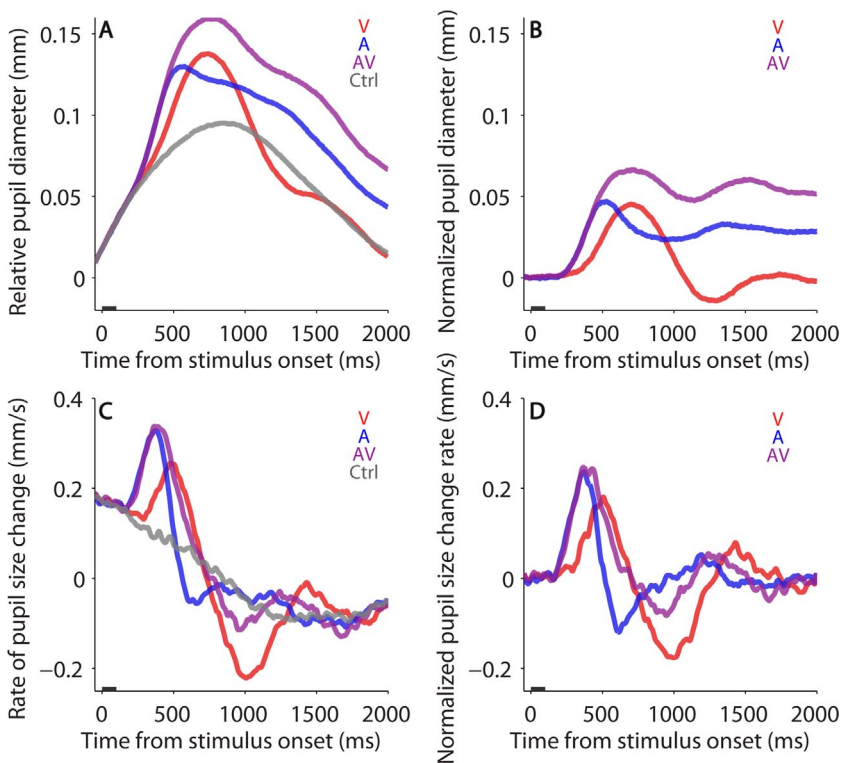 A
V
A
AV
Ctrl
0.15
0.1
0.05
0
Relative pupil diameter (mm)
0 500 1000 1500 2000
Time from stimulus onset (ms)
B
V
A
AV
0.15
0.1
0.05
0
Normalized pupil diameter (mm)
0 500 1000 1500 2000
Time from stimulus onset (ms)
C
V
A
AV
Ctrl
0.4
0.2
0
−0.2
Rate of pupil size change (mm/s)
0 500 1000 1500 2000
Time from stimulus onset (ms)
D
V
A
AV
0.4
0.2
0
−0.2
Normalized pupil size change rate (mm/s)
0 500 1000 1500 2000
Time from stimulus onset (ms)